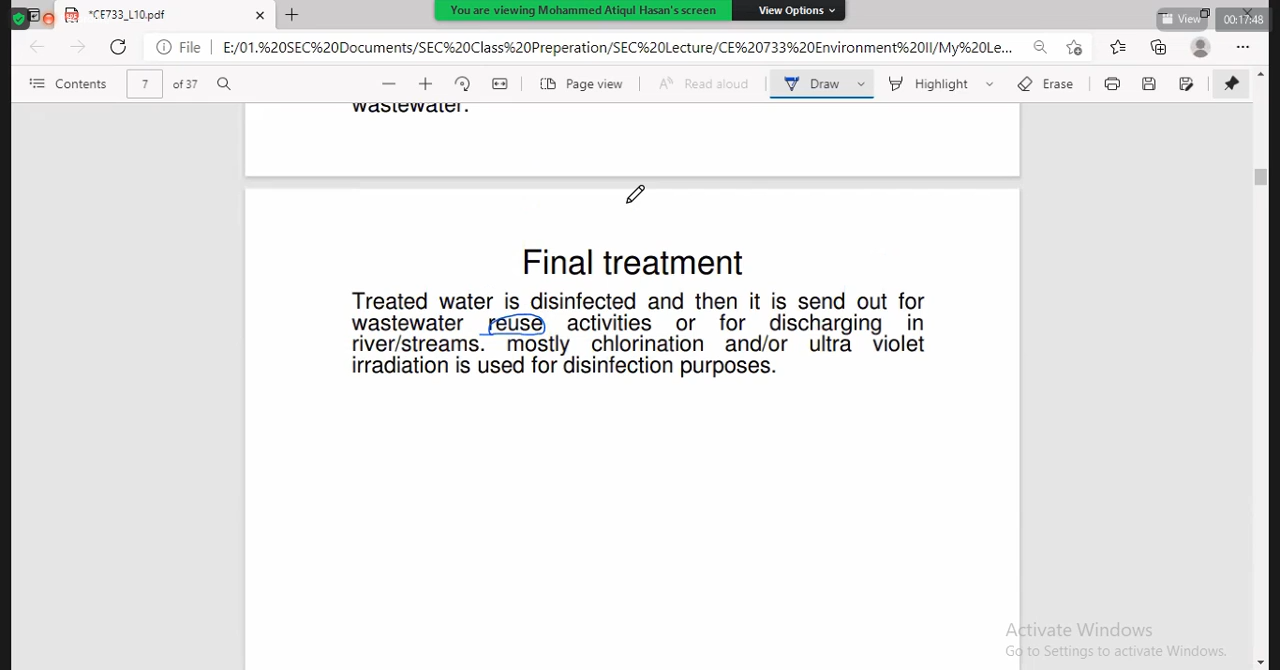 *CE733_L10.pdf
You are viewing Mohammed Atiqul Hasan's screen
View Options
View
00:17:48
File
E:/01.%20SEC%20Documents/SEC%20Class%20Preperation/SEC%20Lecture/CE%20733%20Environment%20II/My%20Le...
Contents
7
of 37
Page view
Read aloud
Draw
Highlight
Erase
wastewater.
Final treatment
Treated water is disinfected and then it is send out for
wastewater reuse activities or for discharging in
river/streams. mostly chlorination and/or ultra violet
irradiation is used for disinfection purposes.
Activate Windows
Go to Settings to activate Windows.